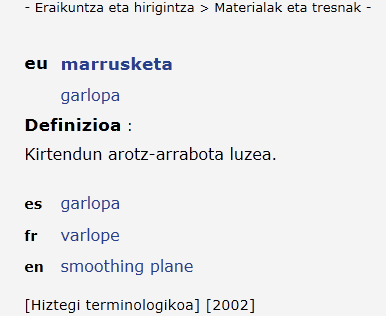 - Eraikuntza eta hirigintza > Materialak eta tresnak -
eu marrusketa
garlopa
Definizioa :
Kirtendun arotz-arrabota luzea.
es garlopa
fr varlope
en smoothing plane
[Hiztegi terminologikoa] [2002]